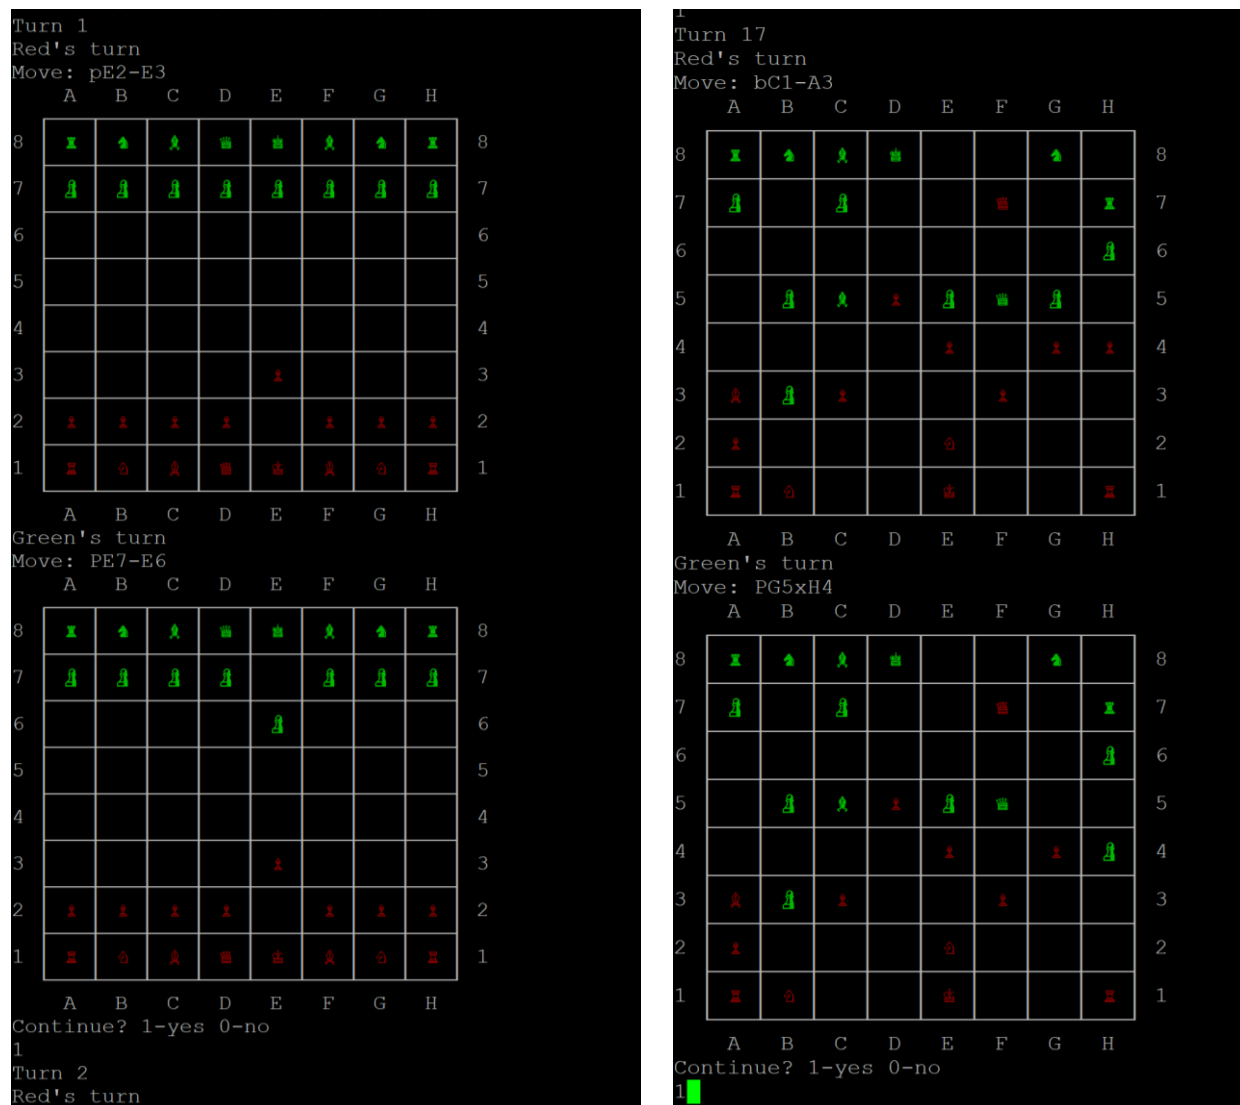 Turn 1
Red's turn
Move: pE2-E3
A B C D E F G H
8 8
7 7
6 6
5 5
4 4
3 3
2 2
1 1
A B C D E F G H
Green's turn
Move: PE7-E6
A B C D E F G H
8 8
7 7
6 6
5 5
4 4
3 3
2 2
1 1
A B C D E F G H
Continue? 1-yes 0-no
1
Turn 2
Red's turn
1
Turn 17
Red's turn
Move: bC1-A3
A B C D E F G H
8 8
7 7
6 6
5 5
4 4
3 3
2 2
1 1
A B C D E F G H
Green's turn
Move: PG5xH4
A B C D E F G H
8 8
7 7
6 6
5 5
4 4
3 3
2 2
1 1
A B C D E F G H
Continue? 1-yes 0-no
1